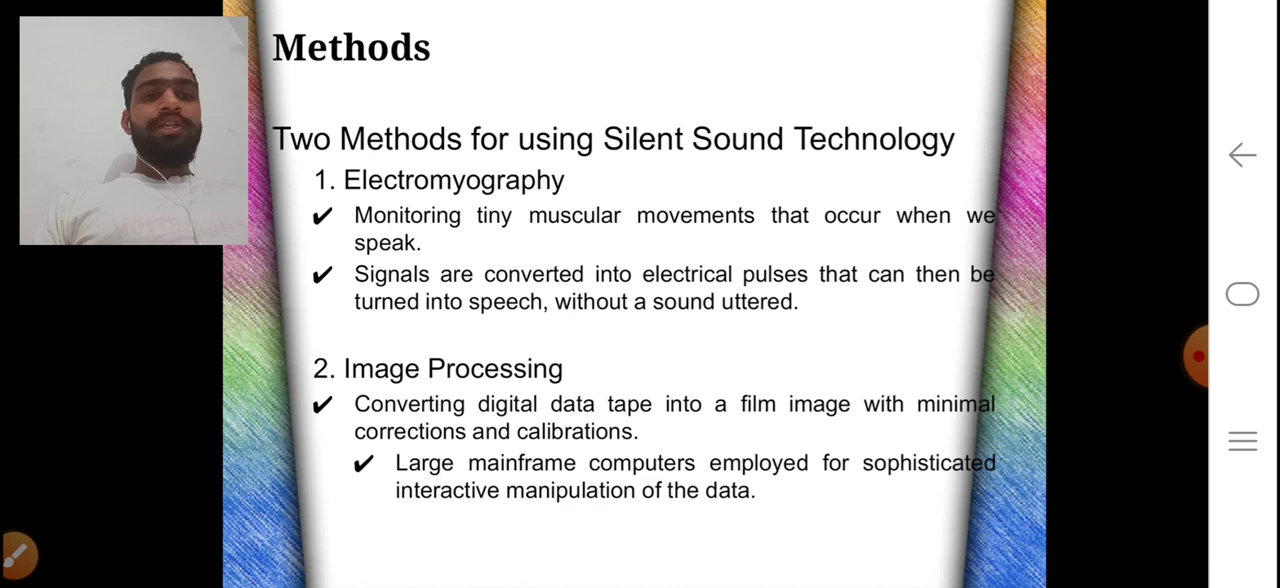 Methods
Two Methods for using Silent Sound Technology
1. Electromyography
✔ Monitoring tiny muscular movements that occur when we
speak.
✔ Signals are converted into electrical pulses that can then be
turned into speech, without a sound uttered.
2. Image Processing
✔ Converting digital data tape into a film image with minimal
corrections and calibrations.
✔ Large mainframe computers employed for sophisticated
interactive manipulation of the data.